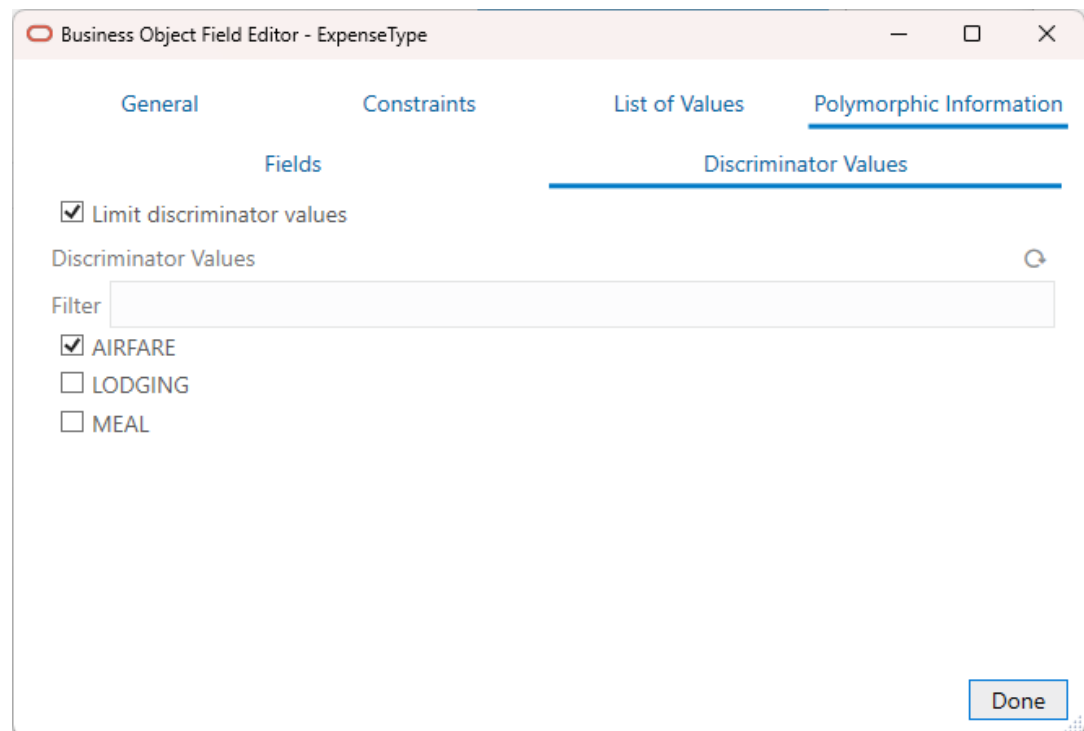 Business Object Field Editor - ExpenseType
General Constraints List of Values Polymorphic Information
Fields Discriminator Values
Limit discriminator values
Discriminator Values
Filter
AIRFARE
LODGING
MEAL
Done